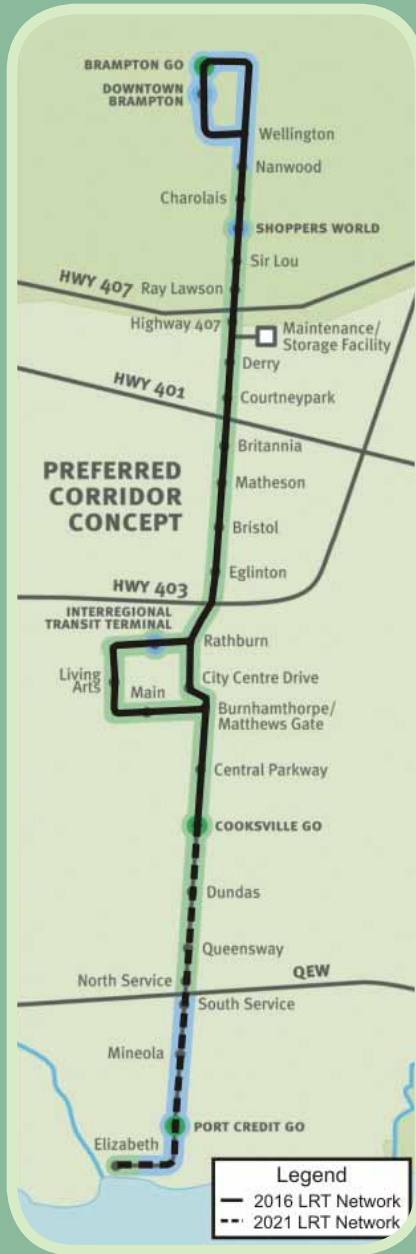 BRAMPTON GO
DOWNTOWN
BRAMPTON
Wellington
Nanwood
Charolais
SHOPPERS WORLD
Sir Lou
HWY 407
Ray Lawson
Highway 407
Maintenance/
Storage Facility
Derry
HWY 401
Courtneypark
Britannia
PREFERRED
CORRIDOR
CONCEPT
Matheson
Bristol
Eglinton
HWY 403
INTERREGIONAL
TRANSIT TERMINAL
Rathburn
Living
Arts
City Centre Drive
Main
Burnhamthorpe/
Matthews Gate
Central Parkway
COOKSVILLE GO
Dundas
Queensway
North Service
QEW
South Service
Mineola
PORT CREDIT GO
Elizabeth
Legend
2016 LRT Network
2021 LRT Network